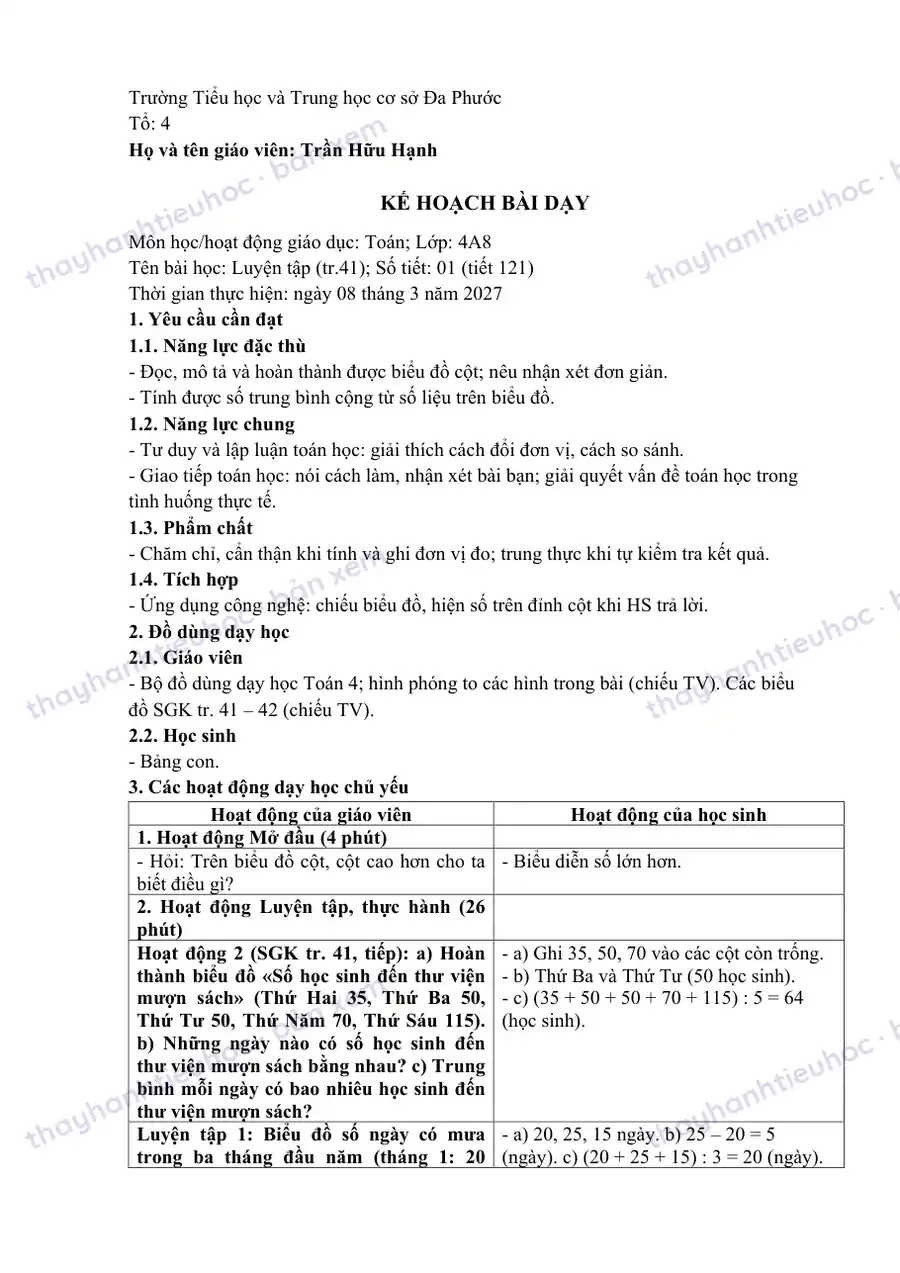 Trường Tiểu học và Trung học cơ sở Đa Phước
Tổ: 4
Họ và tên giáo viên: Trần Hữu Hạnh
KẾ HOẠCH BÀI DẠY
Môn học/hoạt động giáo dục: Toán; Lớp: 4A8
Tên bài học: Luyện tập (tr.41); Số tiết: 01 (tiết 121)
Thời gian thực hiện: ngày 08 tháng 3 năm 2027
1. Yêu cầu cần đạt
1.1. Năng lực đặc thù
- Đọc, mô tả và hoàn thành được biểu đồ cột; nêu nhận xét đơn giản.
- Tính được số trung bình cộng từ số liệu trên biểu đồ.
1.2. Năng lực chung
- Tư duy và lập luận toán học: giải thích cách đổi đơn vị, cách so sánh.
- Giao tiếp toán học: nói cách làm, nhận xét bài bạn; giải quyết vấn đề toán học trong
tình huống thực tế.
1.3. Phẩm chất
- Chăm chỉ, cẩn thận khi tính và ghi đơn vị đo; trung thực khi tự kiểm tra kết quả.
1.4. Tích hợp
- Ứng dụng công nghệ: chiếu biểu đồ, hiện số trên đỉnh cột khi HS trả lời.
2. Đồ dùng dạy học
2.1. Giáo viên
- Bộ đồ dùng dạy học Toán 4; hình phóng to các hình trong bài (chiếu TV). Các biểu
đồ SGK tr. 41 – 42 (chiếu TV).
2.2. Học sinh
- Bảng con.
3. Các hoạt động dạy học chủ yếu
Hoạt động của giáo viên
Hoạt động của học sinh
1. Hoạt động Mở đầu (4 phút)
- Hỏi: Trên biểu đồ cột, cột cao hơn cho ta
biết điều gì?
- Biểu diễn số lớn hơn.
2. Hoạt động Luyện tập, thực hành (26
phút)
Hoạt động 2 (SGK tr. 41, tiếp): a) Hoàn
thành biểu đồ «Số học sinh đến thư viện
mượn sách» (Thứ Hai 35, Thứ Ba 50,
Thứ Tư 50, Thứ Năm 70, Thứ Sáu 115).
b) Những ngày nào có số học sinh đến
thư viện mượn sách bằng nhau? c) Trung
bình mỗi ngày có bao nhiêu học sinh đến
thư viện mượn sách?
- a) Ghi 35, 50, 70 vào các cột còn trống.
- b) Thứ Ba và Thứ Tư (50 học sinh).
- c) (35 + 50 + 50 + 70 + 115) : 5 = 64
(học sinh).
Luyện tập 1: Biểu đồ số ngày có mưa
trong ba tháng đầu năm (tháng 1: 20
- a) 20, 25, 15 ngày. b) 25 – 20 = 5
(ngày). c) (20 + 25 + 15) : 3 = 20 (ngày).
thayhanhtieuhoc · bản xem
thayhanhtieuhoc · b
thayhanhtieuhoc · bản xem
thayhanhtieuhoc · b
thayhanhtieuhoc · bản xem
thayhanhtieuhoc · b